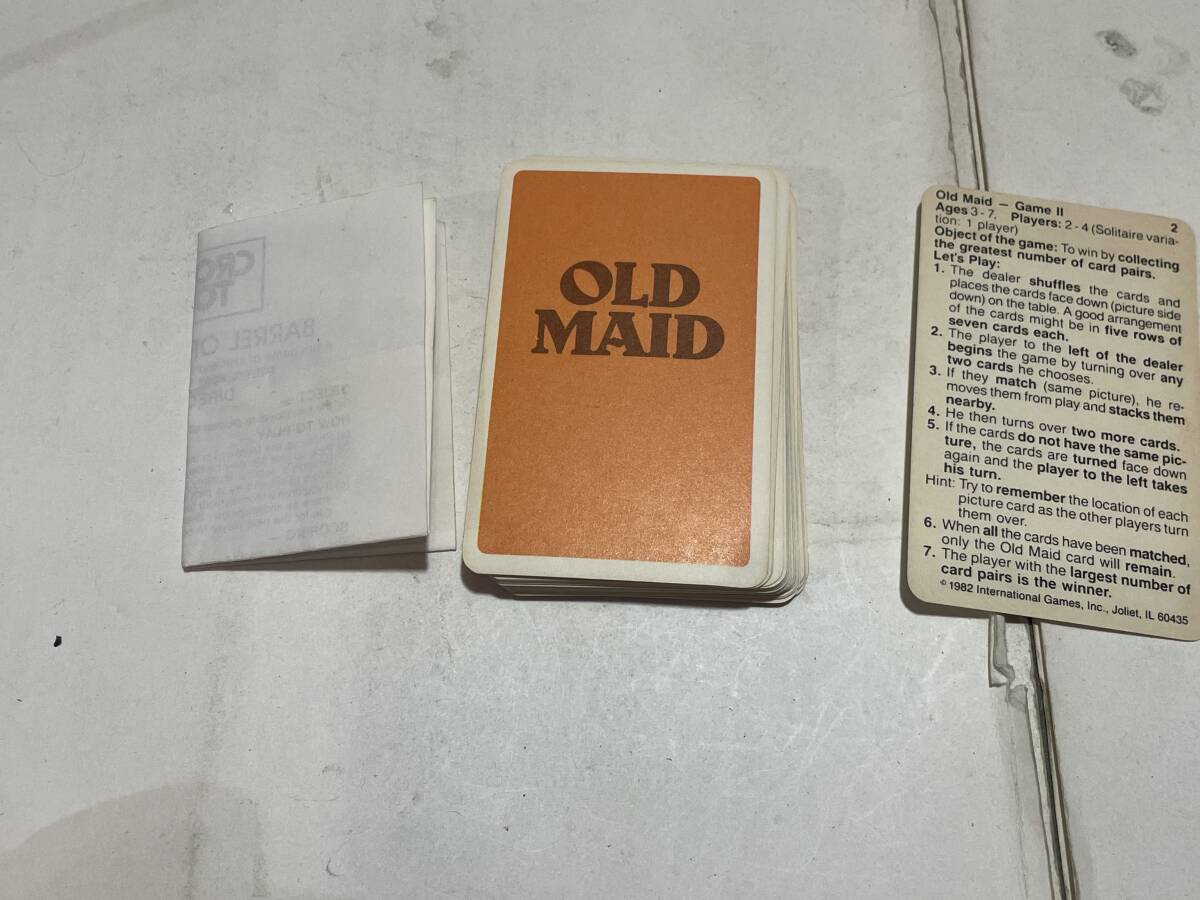 OLD
MAID
Old Maid — Game II 2
Ages 3 - 7, Players: 2 - 4 (Solitaire varia-
tion: 1 player)
Object of the game: To win by collecting
the greatest number of card pairs.
Let's Play:
1. The dealer shuffles the cards and
places the cards face down (picture side
down) on the table. A good arrangement
of the cards might be in five rows of
seven cards each.
2. The player to the left of the dealer
begins the game by turning over any
two cards he chooses.
3. If they match (same picture), he re-
moves them from play and stacks them
nearby.
4. He then turns over two more cards.
5. If the cards do not have the same pic-
ture, the cards are turned face down
again and the player to the left takes
his turn.
Hint: Try to remember the location of each
picture card as the other players turn
them over.
6. When all the cards have been matched,
only the Old Maid card will remain.
7. The player with the largest number of
card pairs is the winner.
© 1982 International Games, Inc., Joliet, IL 60435
BARREL
HOW TO PLAY